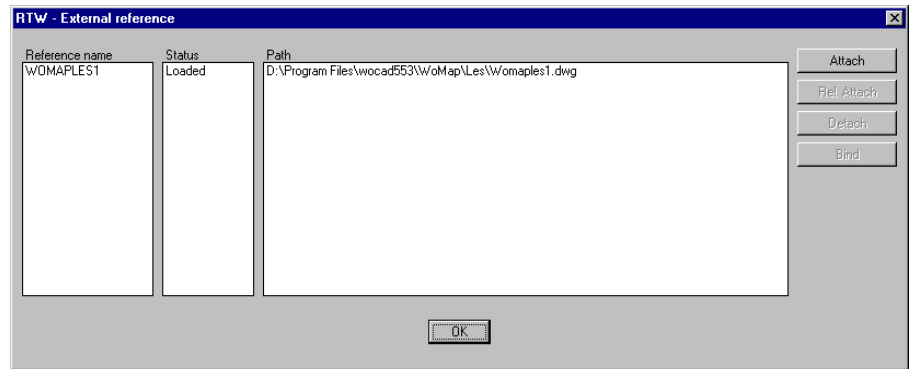 RTW - External reference
Reference name Status Path
WOMAPLES1 Loaded D:\Program Files\wocad553\WoMap\Les\Womaples1.dwg
Attach
Rel. Attach
Detach
Bind
OK